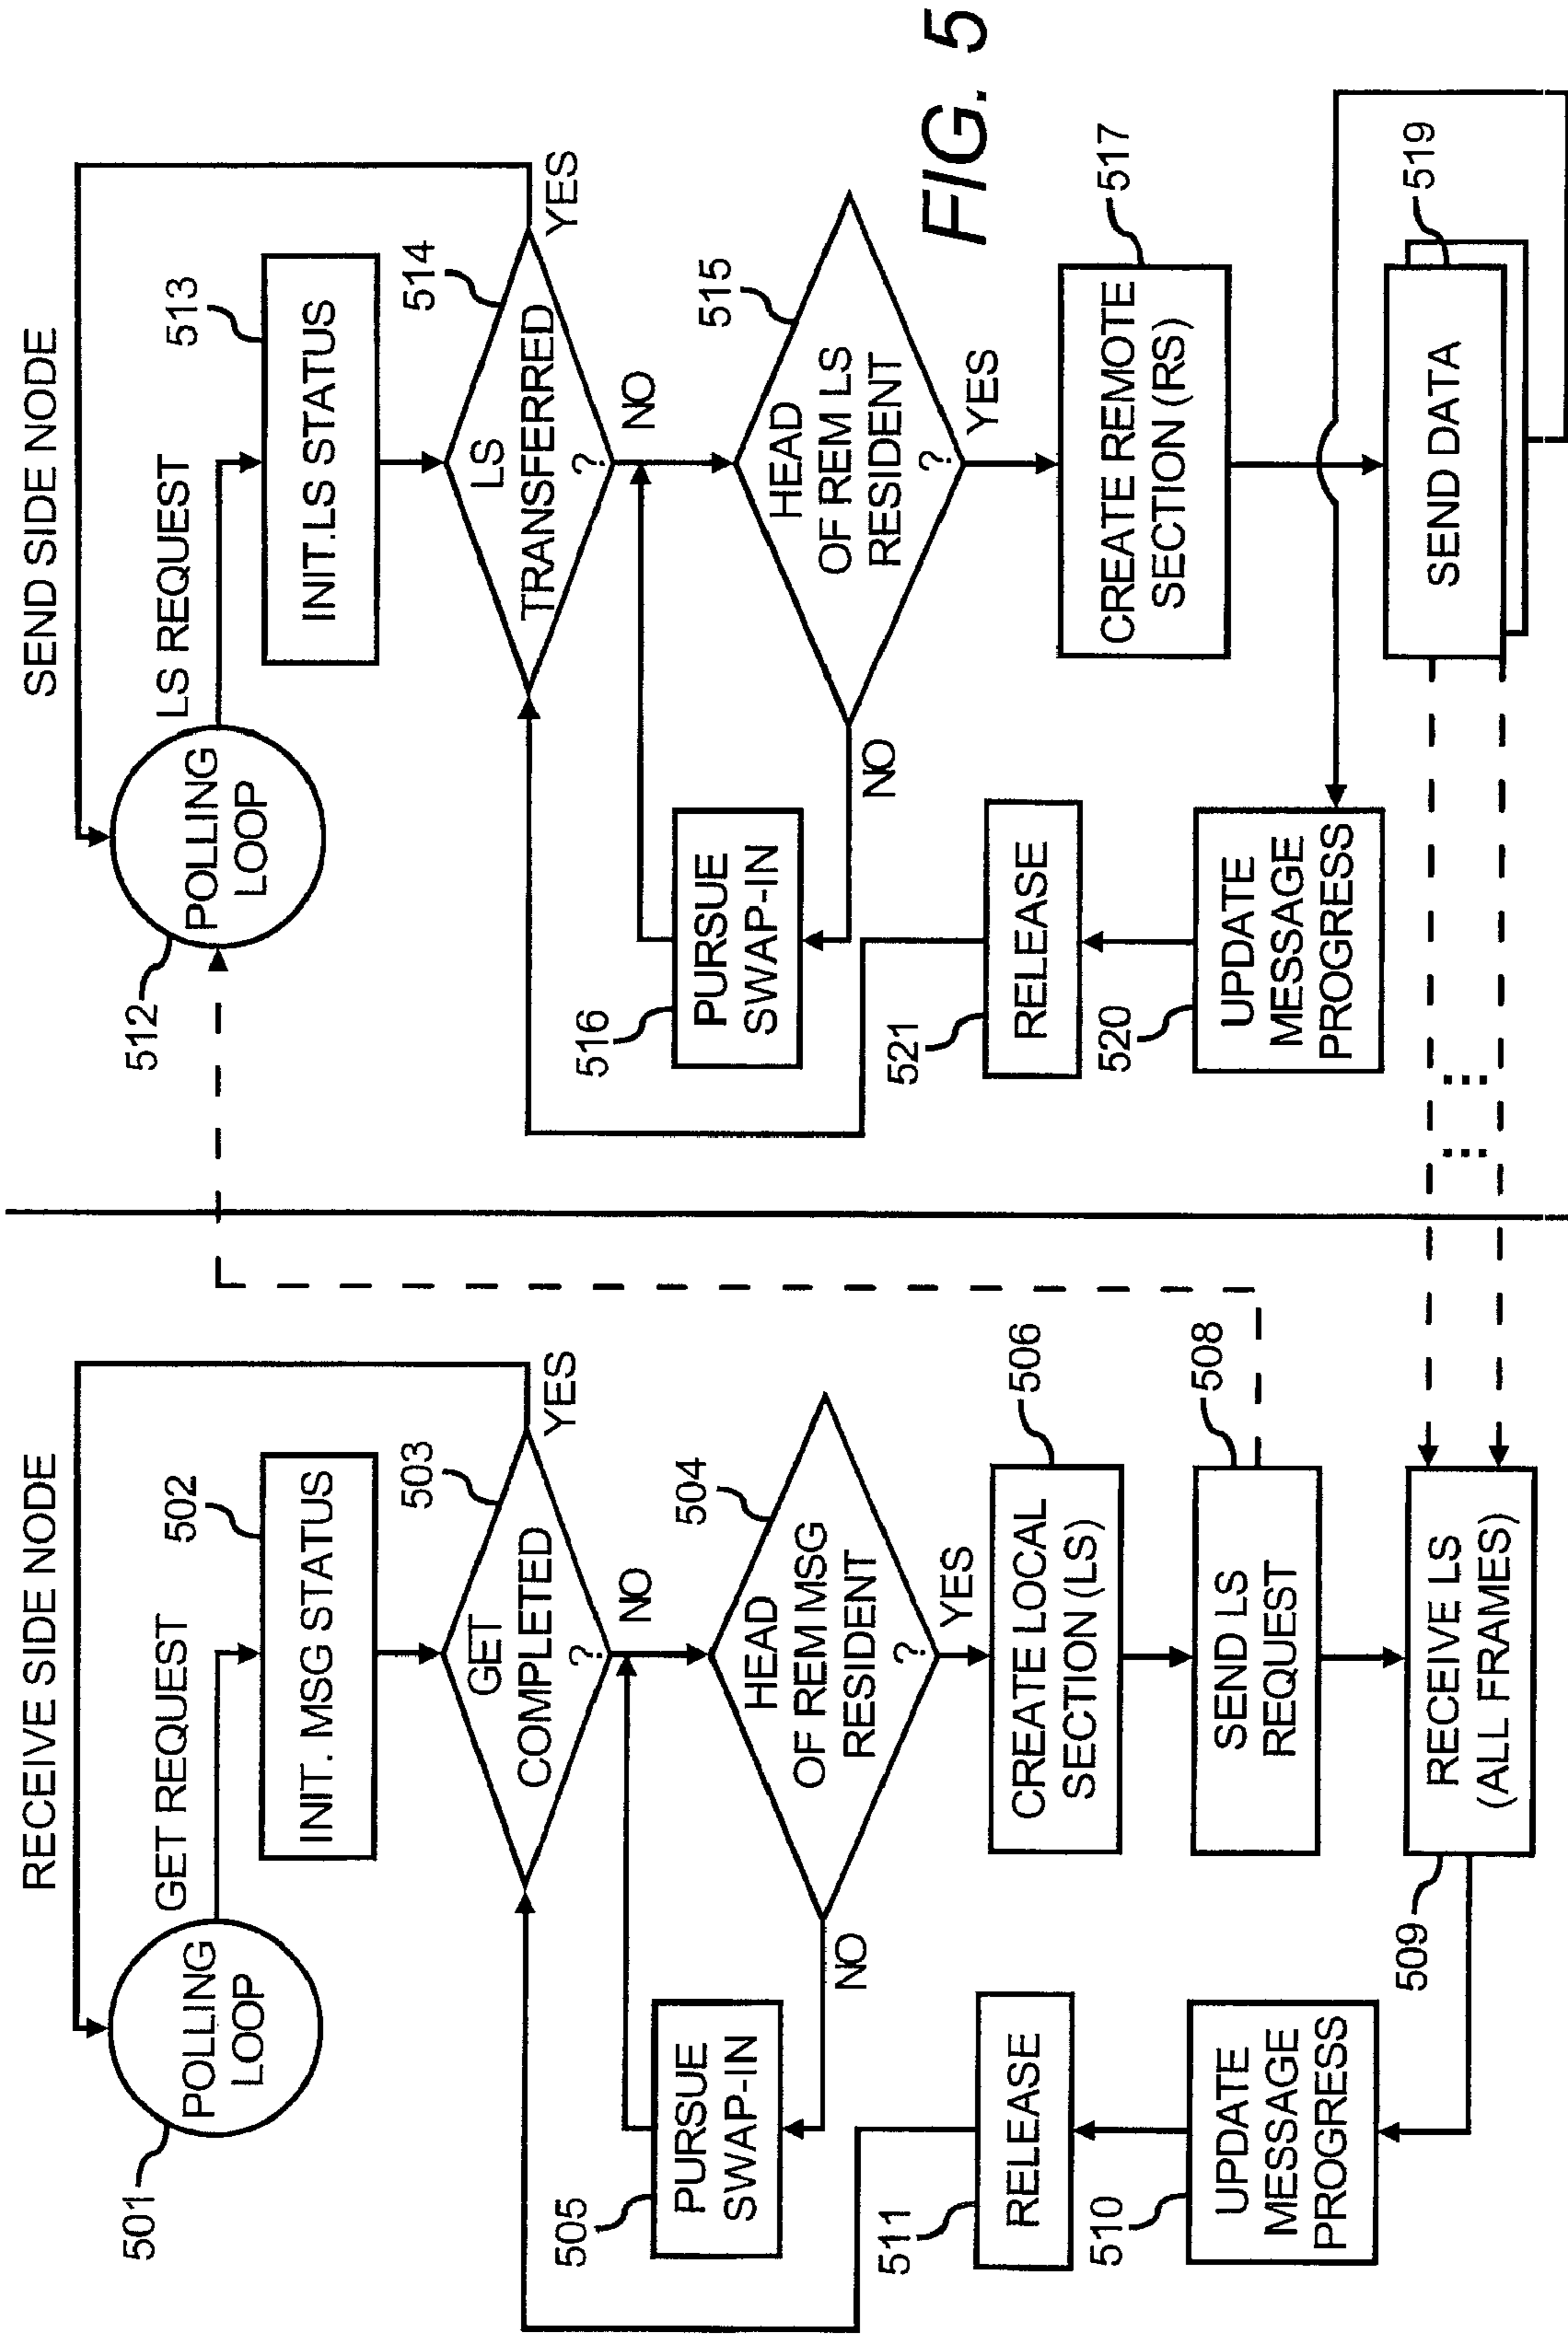 RECEIVE SIDE NODE
POLLING
LOOP
501
GET REQUEST
502
INIT. MSG STATUS
503
GET
COMPLETED
?
YES
NO
504
HEAD
OF REM MSG
RESIDENT
?
NO
YES
505
PURSUE
SWAP-IN
506
CREATE LOCAL
SECTION (LS)
508
SEND LS
REQUEST
509
RECEIVE LS
(ALL FRAMES)
510
UPDATE
MESSAGE
PROGRESS
511
RELEASE
SEND SIDE NODE
512
POLLING
LOOP
LS REQUEST
513
INIT.LS STATUS
514
LS
TRANSFERRED
?
YES
NO
515
HEAD
OF REM LS
RESIDENT
?
NO
YES
516
PURSUE
SWAP-IN
517
CREATE REMOTE
SECTION (RS)
519
SEND DATA
520
UPDATE
MESSAGE
PROGRESS
521
RELEASE
FIG. 5